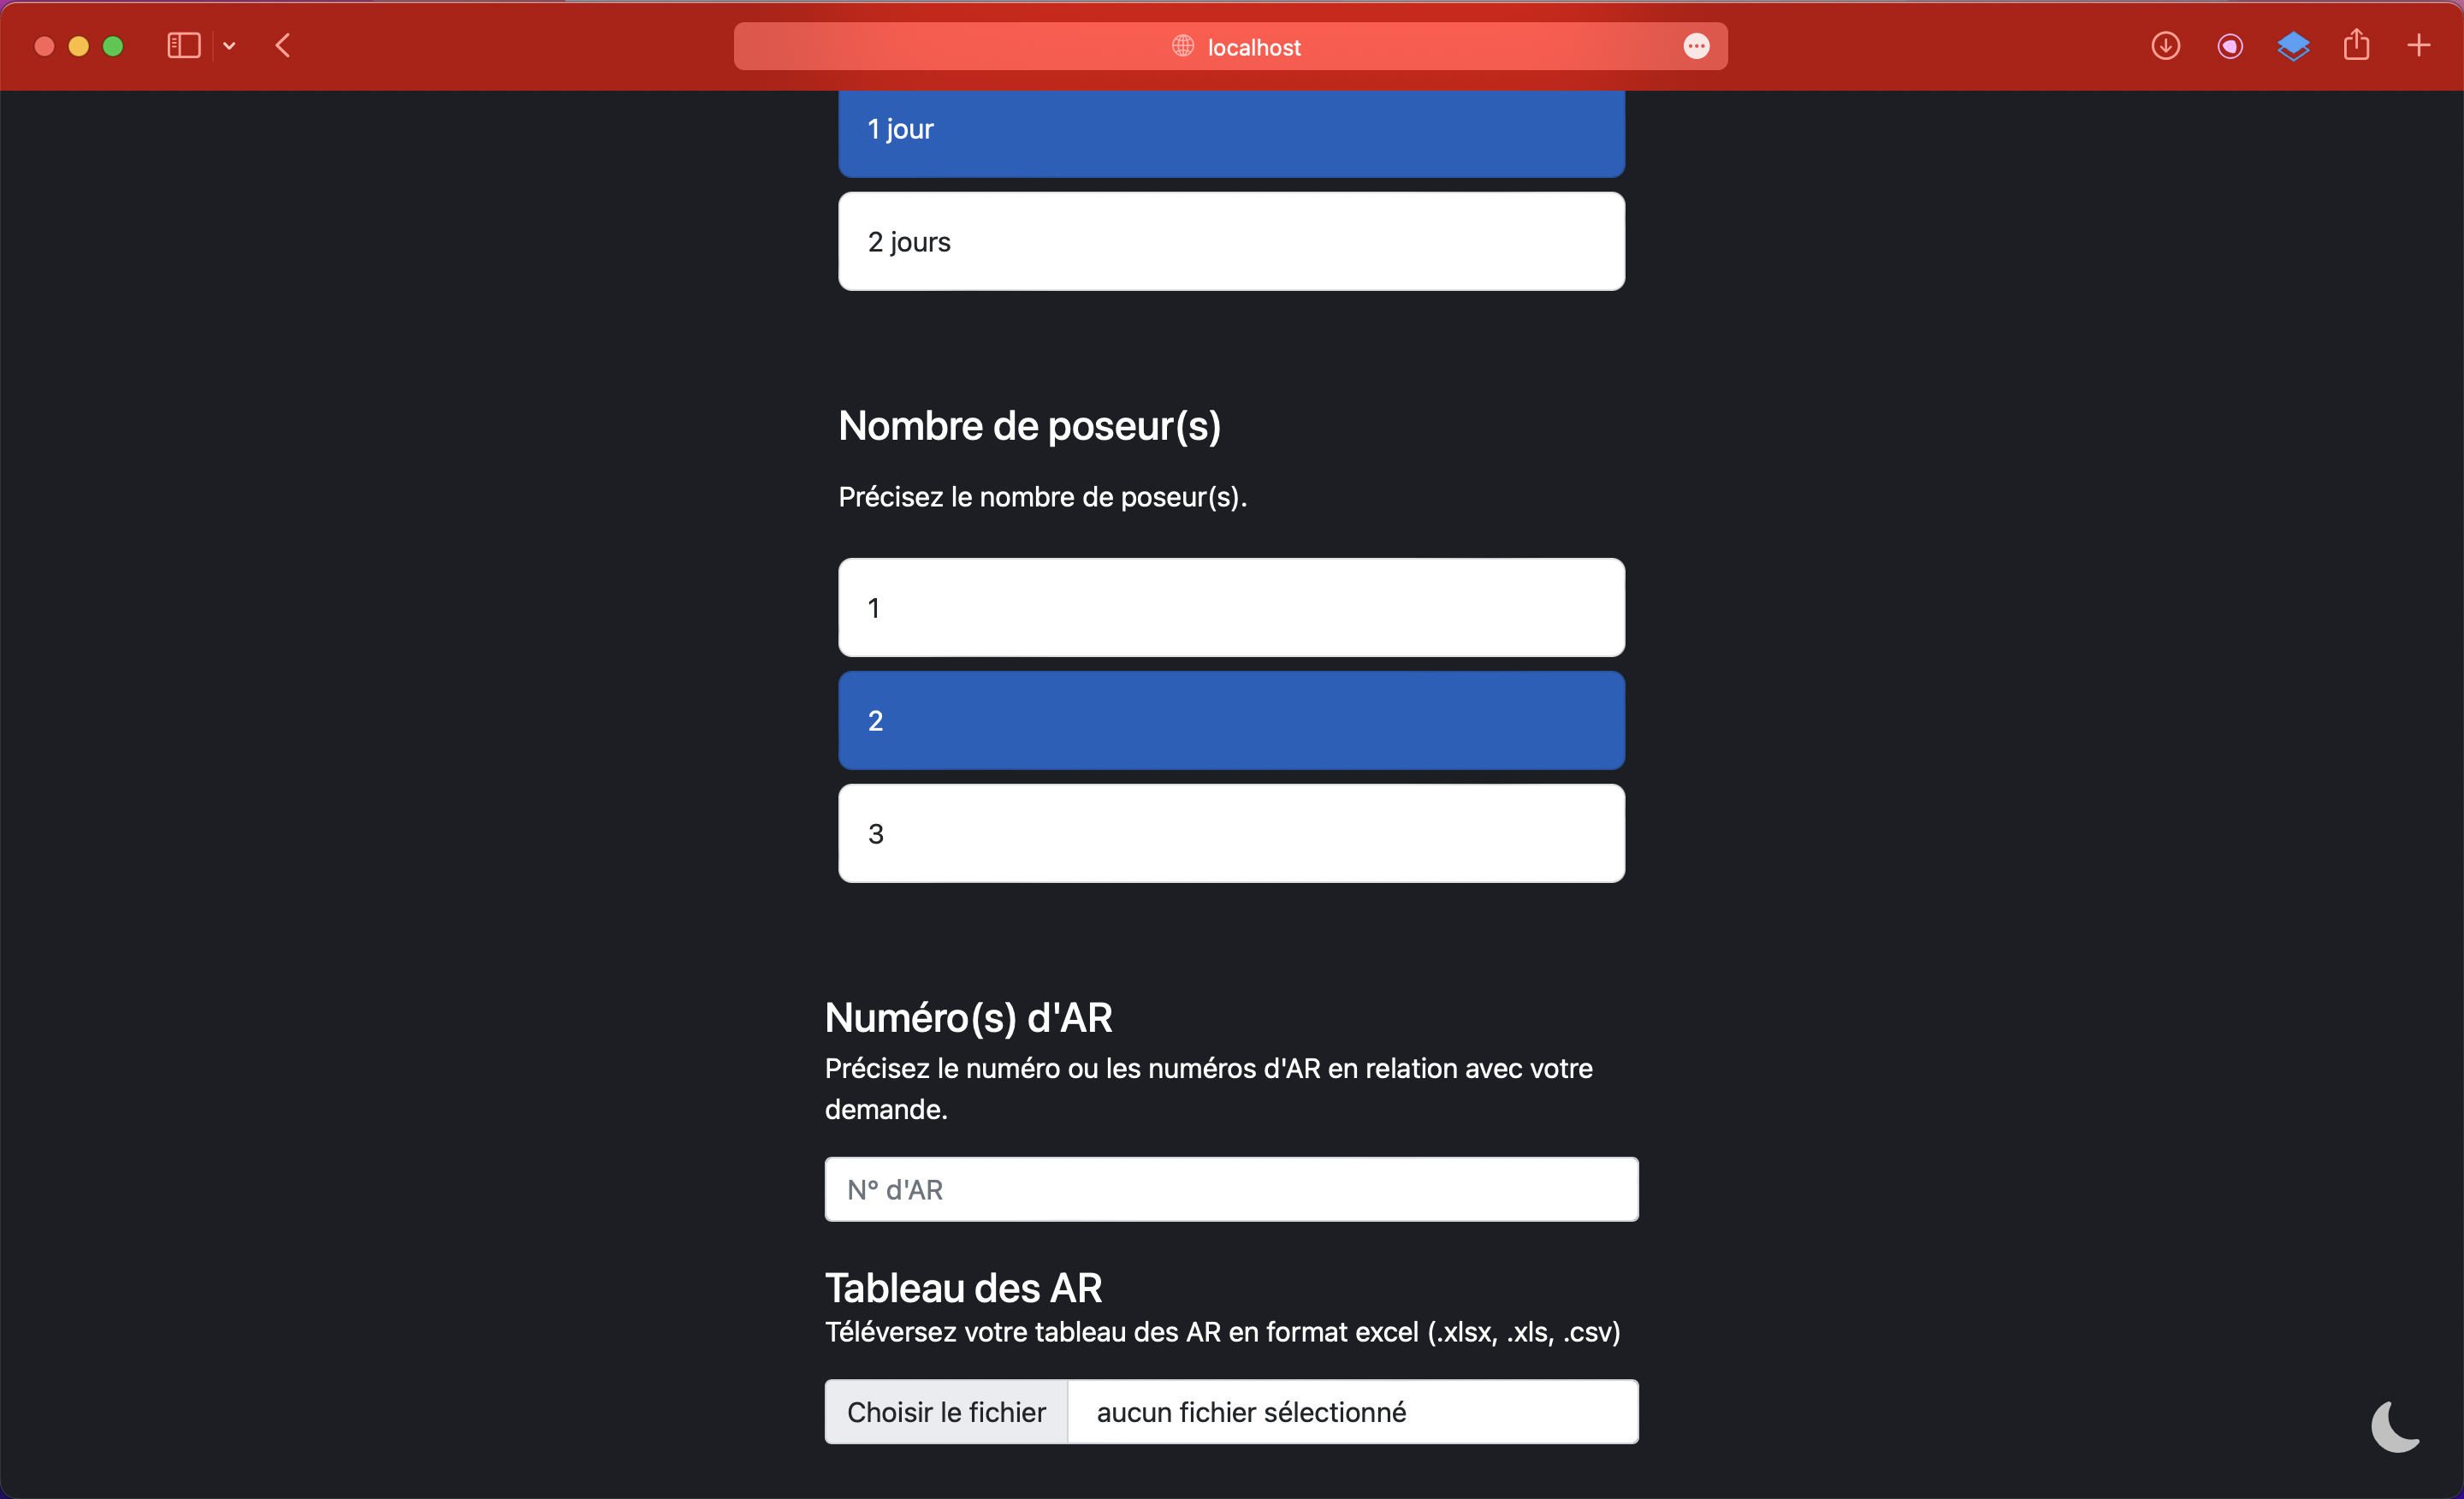 localhost
1 jour
2 jours
Nombre de poseur(s)
Précisez le nombre de poseur(s).
1
2
3
Numéro(s) d'AR
Précisez le numéro ou les numéros d'AR en relation avec votre
demande.
N° d'AR
Tableau des AR
Téléversez votre tableau des AR en format excel (.xlsx, .xls, .csv)
Choisir le fichier aucun fichier sélectionné